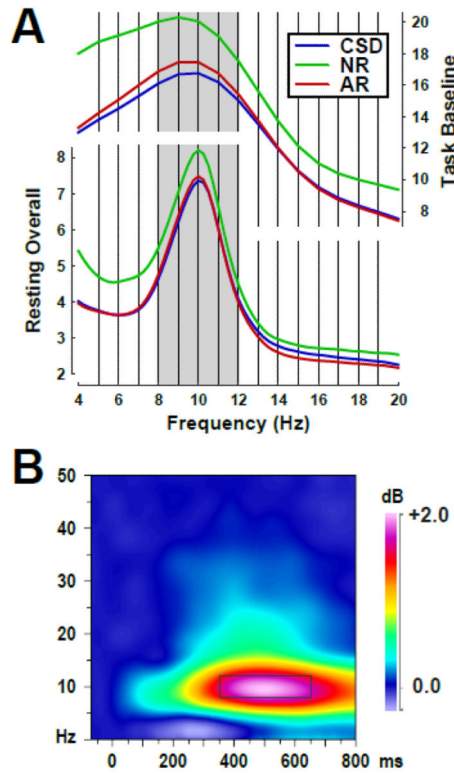 A
CSD
NR
AR
20
18
16
14
12
10
8
Task Baseline
8
7
6
5
4
3
2
Resting Overall
4 6 8 10 12 14 16 18 20
Frequency (Hz)
B
50
40
30
20
10
Hz
0 200 400 600 800 ms
dB
+2.0
0.0